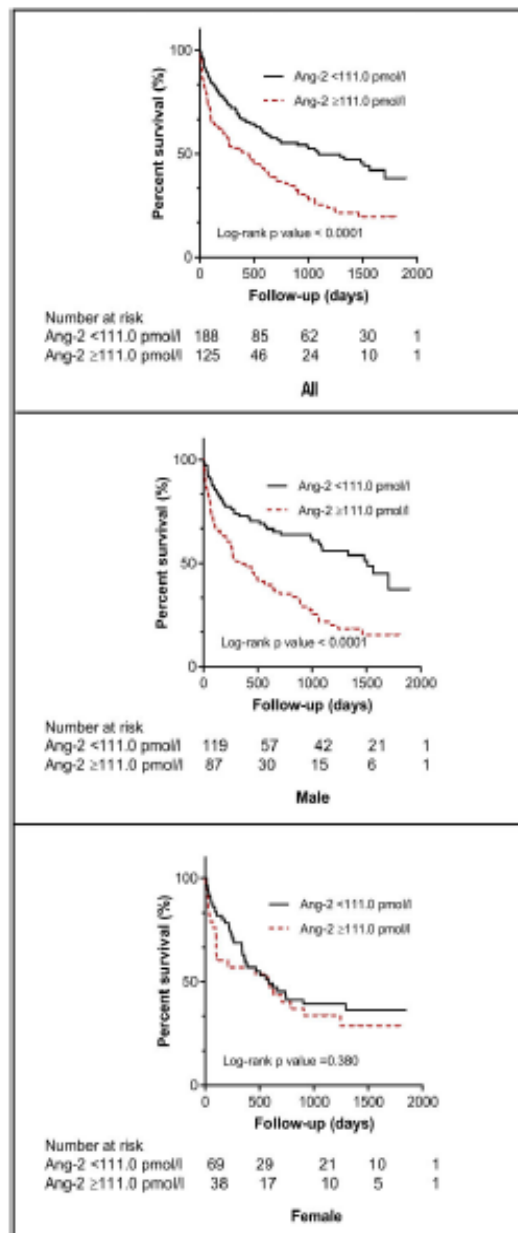 100
50
0
Percent survival (%)
Ang-2 <111.0 pmol/l
Ang-2 ≥111.0 pmol/l
Log-rank p value < 0.0001
0 500 1000 1500 2000
Follow-up (days)
Number at risk
Ang-2 <111.0 pmol/l 188 85 62 30 1
Ang-2 ≥111.0 pmol/l 125 46 24 10 1
All
100
50
0
Percent survival (%)
Ang-2 <111.0 pmol/l
Ang-2 ≥111.0 pmol/l
Log-rank p value < 0.0001
0 500 1000 1500 2000
Follow-up (days)
Number at risk
Ang-2 <111.0 pmol/l 119 57 42 21 1
Ang-2 ≥111.0 pmol/l 87 30 15 6 1
Male
100
50
0
Percent survival (%)
Ang-2 <111.0 pmol/l
Ang-2 ≥111.0 pmol/l
Log-rank p value =0.380
0 500 1000 1500 2000
Follow-up (days)
Number at risk
Ang-2 <111.0 pmol/l 69 29 21 10 1
Ang-2 ≥111.0 pmol/l 38 17 10 5 1
Female